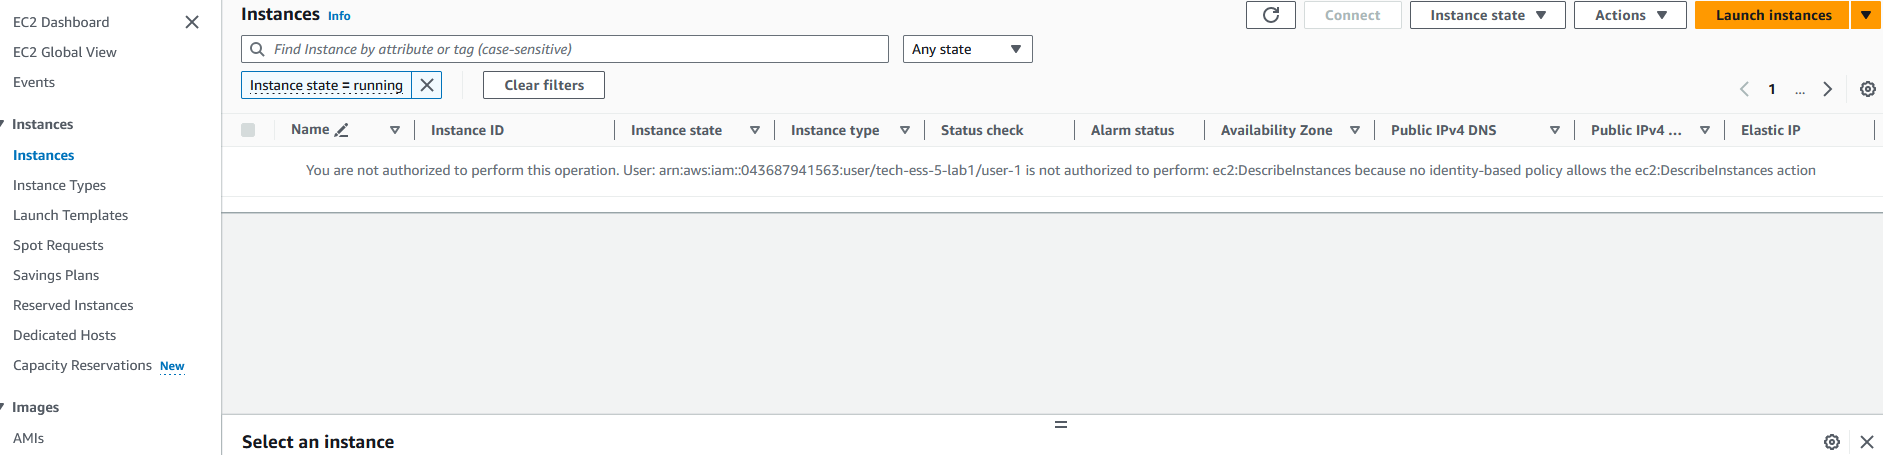 EC2 Dashboard
EC2 Global View
Events
Instances
Instances
Instance Types
Launch Templates
Spot Requests
Savings Plans
Reserved Instances
Dedicated Hosts
Capacity Reservations New
Images
AMIs
Instances Info
Connect
Instance state
Actions
Launch instances
Find Instance by attribute or tag (case-sensitive)
Any state
Instance state = running
Clear filters
1 ...
Name
Instance ID
Instance state
Instance type
Status check
Alarm status
Availability Zone
Public IPv4 DNS
Public IPv4 ...
Elastic IP
You are not authorized to perform this operation. User: arn:aws:iam::043687941563:user/tech-ess-5-lab1/user-1 is not authorized to perform: ec2:DescribeInstances because no identity-based policy allows the ec2:DescribeInstances action
Select an instance